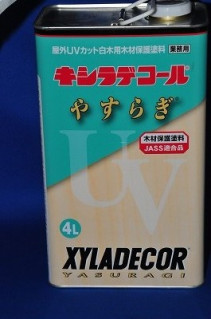 屋外UVカット白木用木材保護塗料 業務用
キシラデコール®
やすらぎ
木材保護塗料
JASS適合品
UV
4L
XYLADECOR
YASURAGI